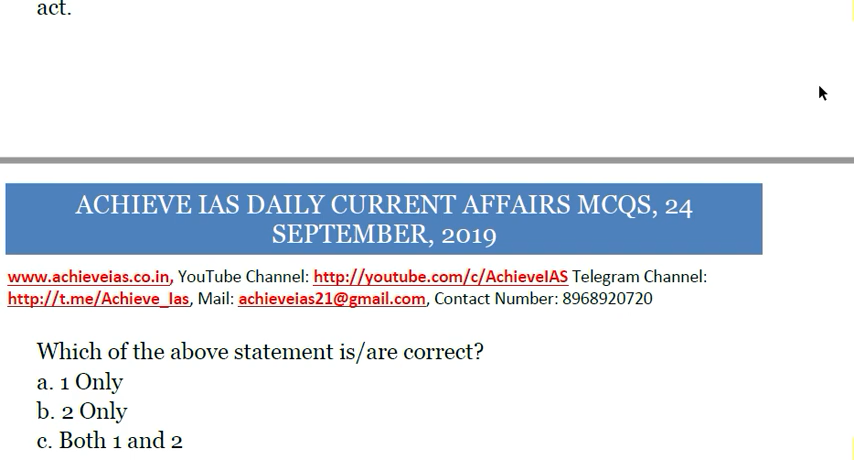 act.
ACHIEVE IAS DAILY CURRENT AFFAIRS MCQS, 24
SEPTEMBER, 2019
www.achieveias.co.in, YouTube Channel: http://youtube.com/c/AchieveIAS Telegram Channel:
http://t.me/Achieve_Ias, Mail: achieveias21@gmail.com, Contact Number: 8968920720
Which of the above statement is/are correct?
a. 1 Only
b. 2 Only
c. Both 1 and 2